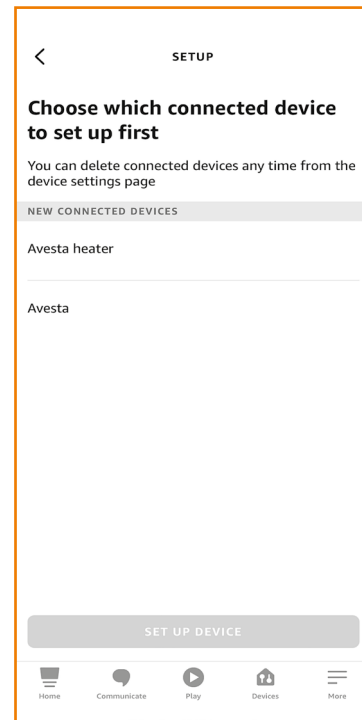 SETUP
Choose which connected device
to set up first
You can delete connected devices any time from the
device settings page
NEW CONNECTED DEVICES
Avesta heater
Avesta
SET UP DEVICE
Home Communicate Play Devices More